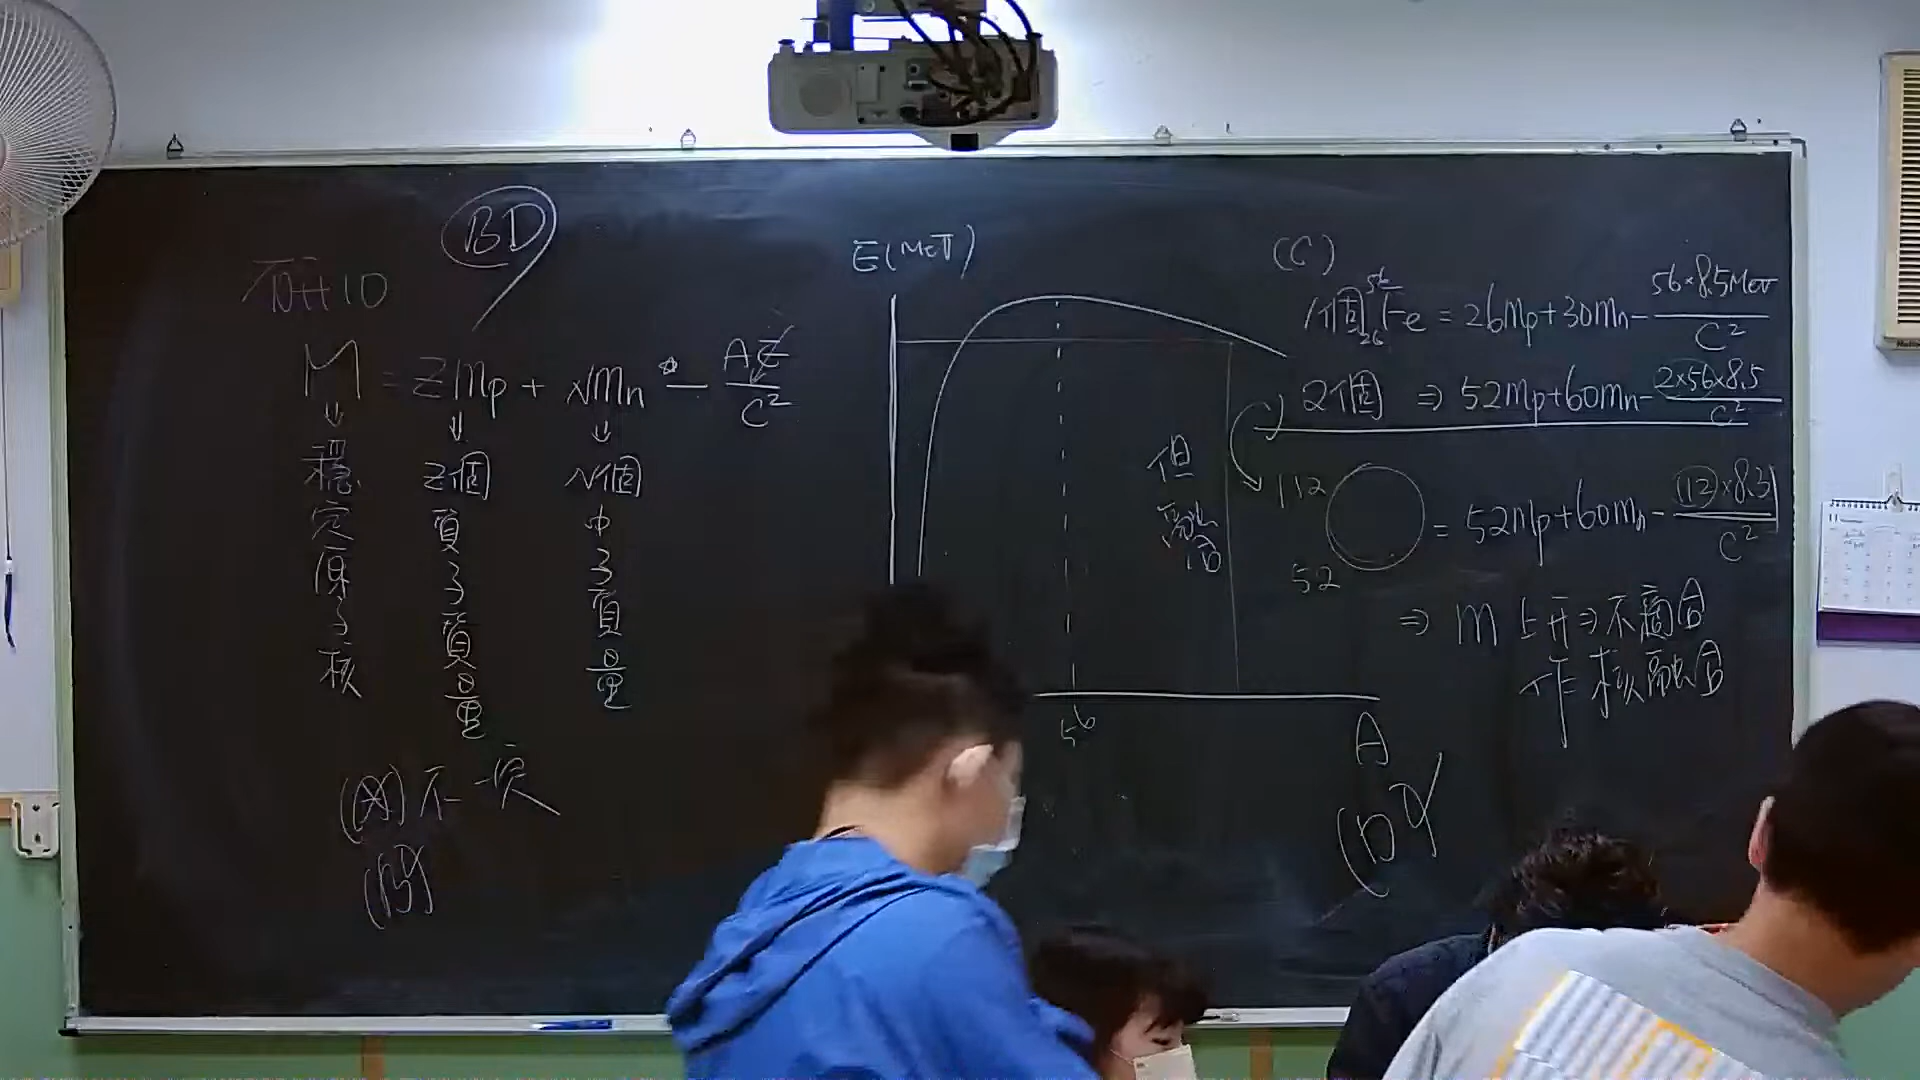 BD
M = ZMp + NMn - AE/C²
穩定原子核
Z個質子質量
N個中子質量
(A) 不一定
(B)
E(MeV)
但
56
A
(C)
1個 ⁵⁶₂₆Fe = 26Mp+30Mn- 56×8.5MeV/C²
2個 ⇒ 52Mp+60Mn- 2×56×8.5/C²
112
52
= 52Mp+60Mn- 112×8.3/C²
⇒ M上升⇒不適合
作核融合
(D)